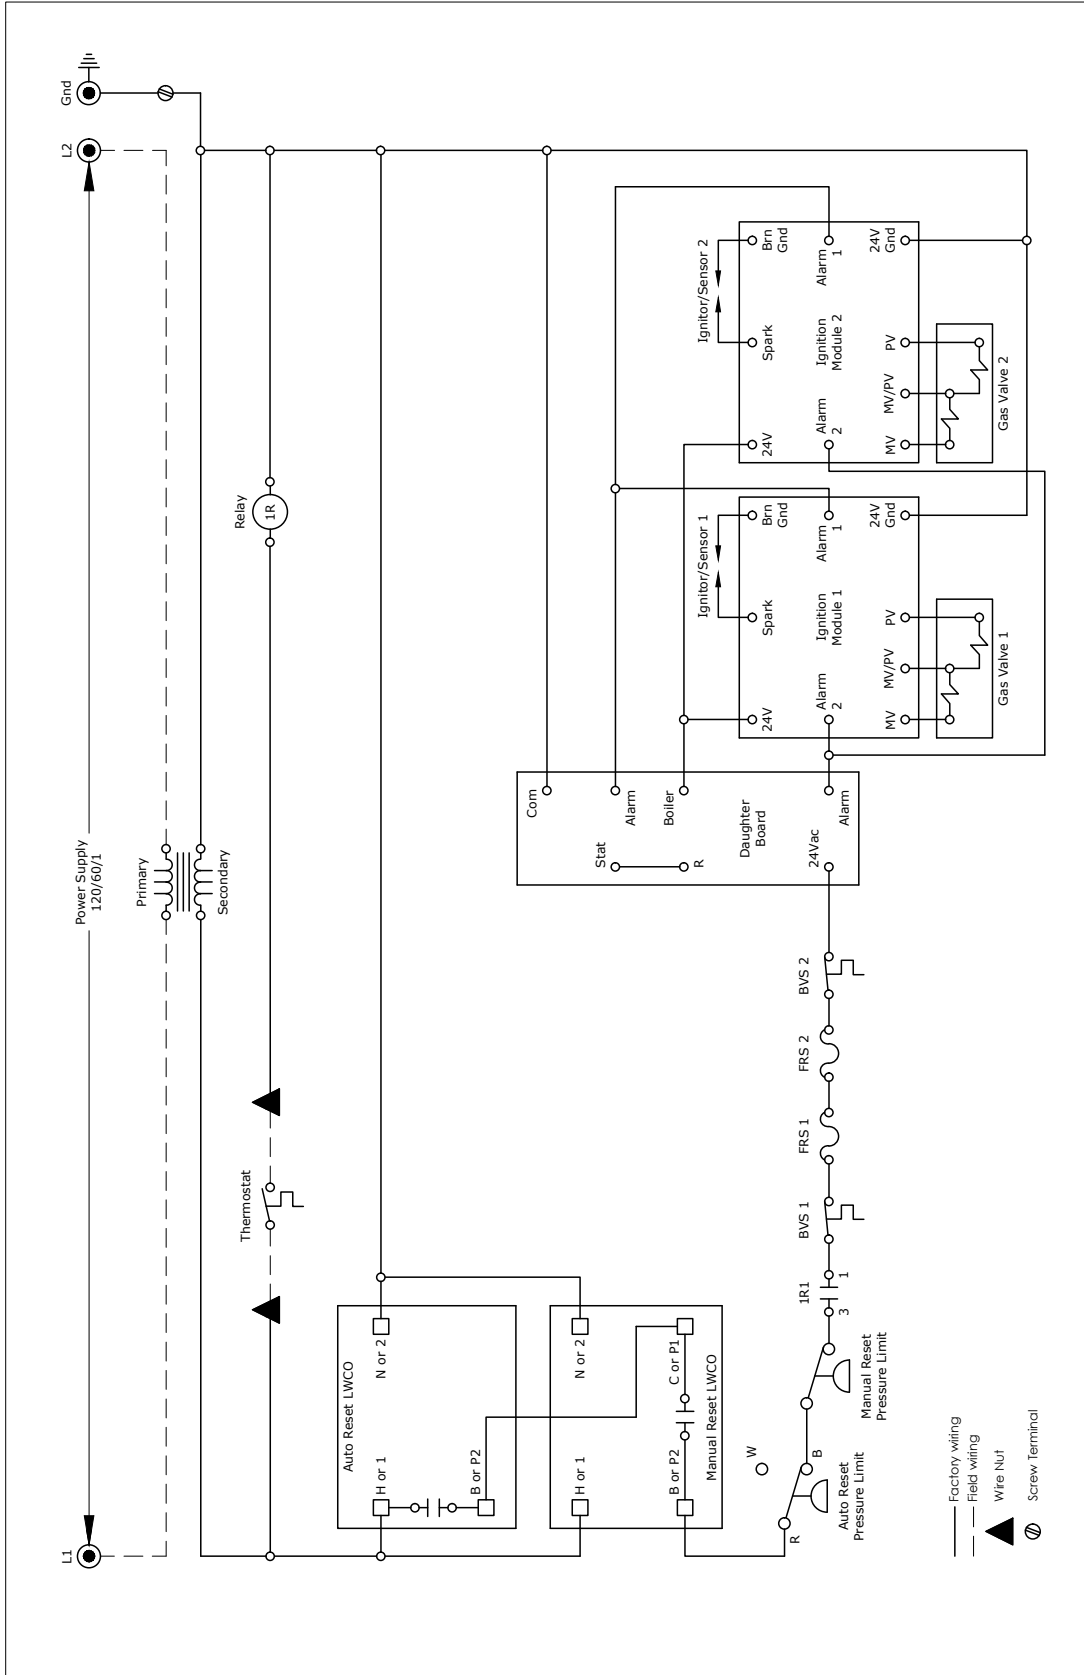 L1
Power Supply
120/60/1
L2
Gnd
Primary
Secondary
Thermostat
Relay
1R
Auto Reset LWCO
H or 1
N or 2
B or P2
H or 1
N or 2
B or P2
C or P1
Manual Reset LWCO
W
R
B
Auto Reset
Pressure Limit
Manual Reset
Pressure Limit
1R1
3
1
BVS 1
FRS 1
FRS 2
BVS 2
Com
Alarm
Stat
Boiler
R
Daughter
Board
24Vac
Alarm
Ignitor/Sensor 1
24V
Spark
Brn
Gnd
Alarm
2
Ignition
Module 1
Alarm
1
MV
MV/PV
PV
24V
Gnd
Gas Valve 1
Ignitor/Sensor 2
24V
Spark
Brn
Gnd
Alarm
2
Ignition
Module 2
Alarm
1
MV
MV/PV
PV
24V
Gnd
Gas Valve 2
Factory wiring
Field wiring
Wire Nut
Screw Terminal